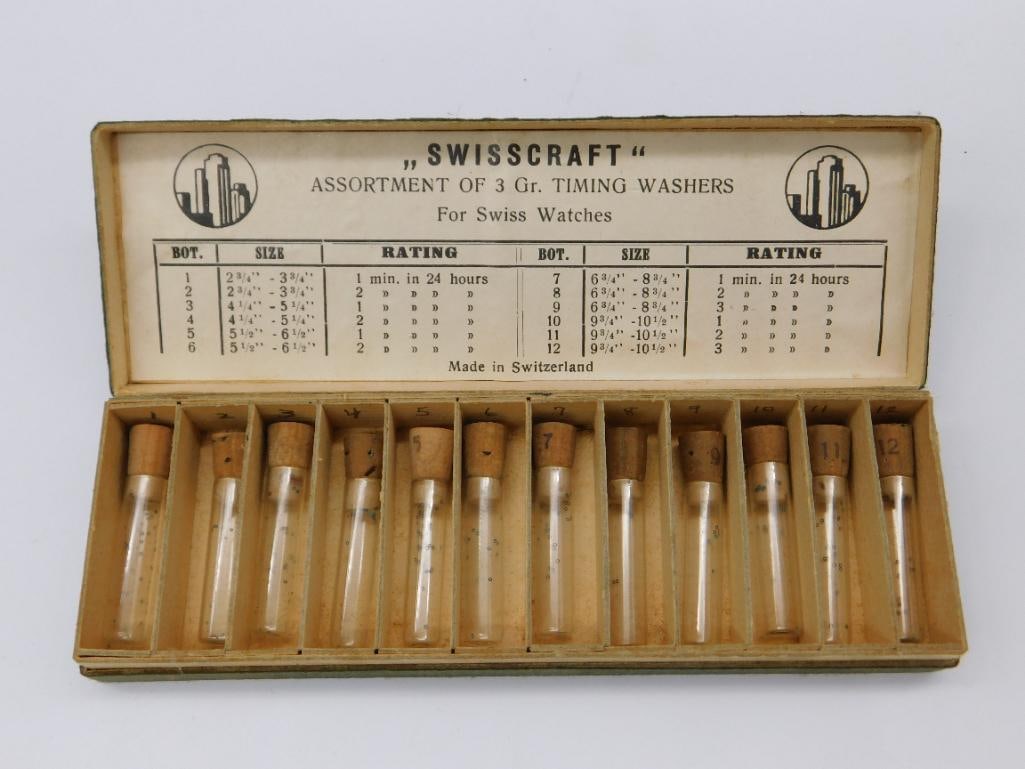 „SWISSCRAFT“
ASSORTMENT OF 3 Gr. TIMING WASHERS
For Swiss Watches
BOT. SIZE RATING BOT. SIZE RATING
1 2 3/4" - 3 3/4" 1 min. in 24 hours 7 6 3/4" - 8 3/4" 1 min. in 24 hours
2 2 3/4" - 3 3/4" 2 » » » » 8 6 3/4" - 8 3/4" 2 » » » »
3 4 1/4" - 5 1/4" 1 » » » » 9 6 3/4" - 8 3/4" 3 » » » »
4 4 1/4" - 5 1/4" 2 » » » » 10 9 3/4" - 10 1/2" 1 » » » »
5 5 1/2" - 6 1/2" 1 » » » » 11 9 3/4" - 10 1/2" 2 » » » »
6 5 1/2" - 6 1/2" 2 » » » » 12 9 3/4" - 10 1/2" 3 » » » »
Made in Switzerland
1 2 3 4 5 6 7 8 9 10 11 12
5 7 9 11 12